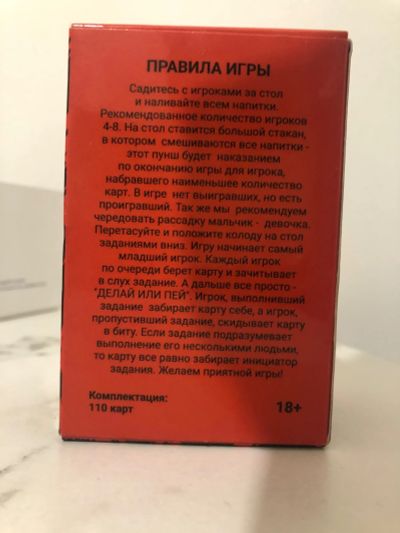 ПРАВИЛА ИГРЫ
Садитесь с игроками за стол
и наливайте всем напитки.
Рекомендованное количество игроков
4-8. На стол ставится большой стакан,
в котором смешиваются все напитки -
этот пунш будет наказанием
по окончанию игры для игрока,
набравшего наименьшее количество
карт. В игре нет выигравших, но есть
проигравший. Так же мы рекомендуем
чередовать рассадку мальчик - девочка.
Перетасуйте и положите колоду на стол
заданиями вниз. Игру начинает самый
младший игрок. Каждый игрок
по очереди берет карту и зачитывает
в слух задание. А дальше все просто -
"ДЕЛАЙ ИЛИ ПЕЙ". Игрок, выполнивший
задание забирает карту себе, а игрок,
пропустивший задание, скидывает карту
в биту. Если задание подразумевает
выполнение его несколькими людьми,
то карту все равно забирает инициатор
задания. Желаем приятной игры!
Комплектация:
110 карт
18+